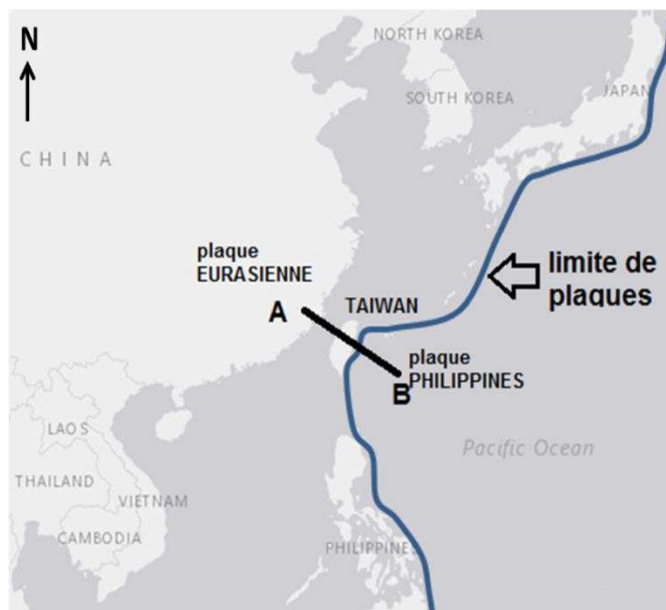 N
NORTH KOREA
SOUTH KOREA
JAPAN
CHINA
plaque
EURASIENNE
limite de
plaques
A
TAIWAN
plaque
PHILIPPINES
B
LAOS
Pacific Ocean
THAILAND
VIETNAM
CAMBODIA
PHILIPPINES